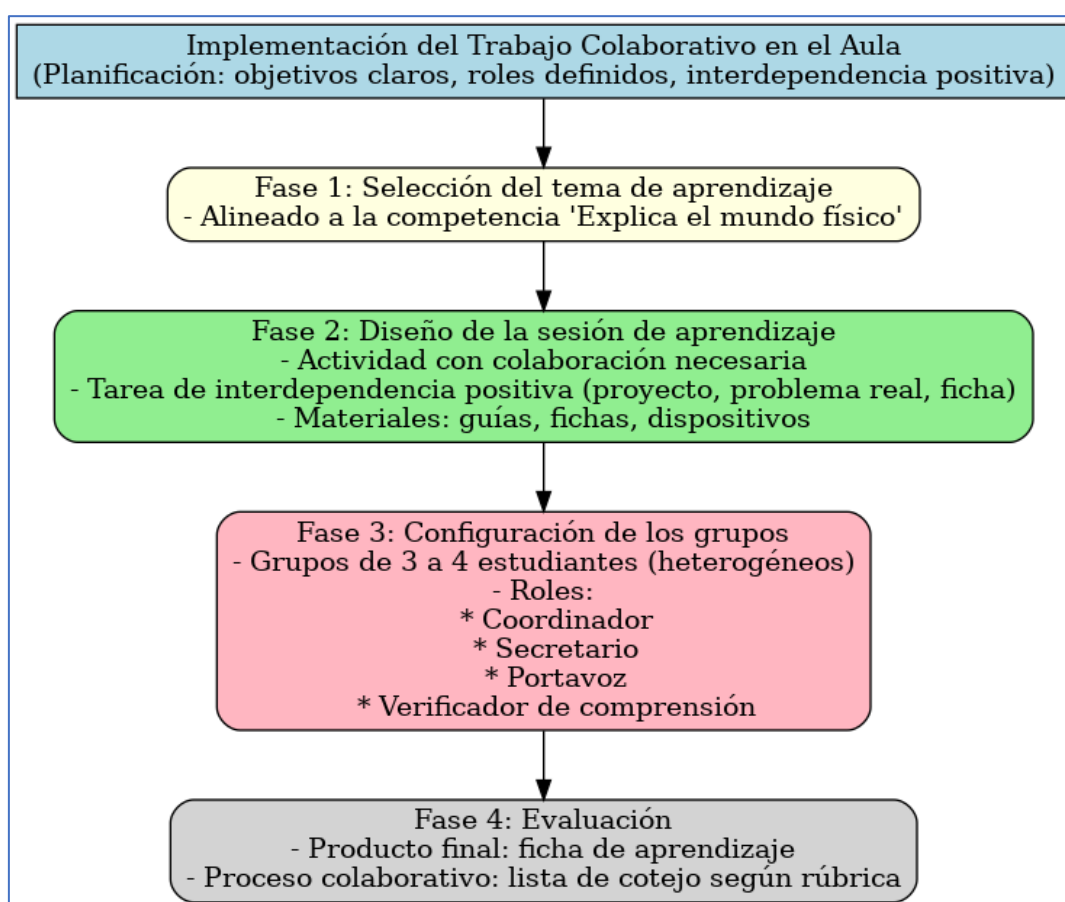 Implementación del Trabajo Colaborativo en el Aula
(Planificación: objetivos claros, roles definidos, interdependencia positiva)
Fase 1: Selección del tema de aprendizaje
- Alineado a la competencia 'Explica el mundo físico'
Fase 2: Diseño de la sesión de aprendizaje
- Actividad con colaboración necesaria
- Tarea de interdependencia positiva (proyecto, problema real, ficha)
- Materiales: guías, fichas, dispositivos
Fase 3: Configuración de los grupos
- Grupos de 3 a 4 estudiantes (heterogéneos)
- Roles:
* Coordinador
* Secretario
* Portavoz
* Verificador de comprensión
Fase 4: Evaluación
- Producto final: ficha de aprendizaje
- Proceso colaborativo: lista de cotejo según rúbrica